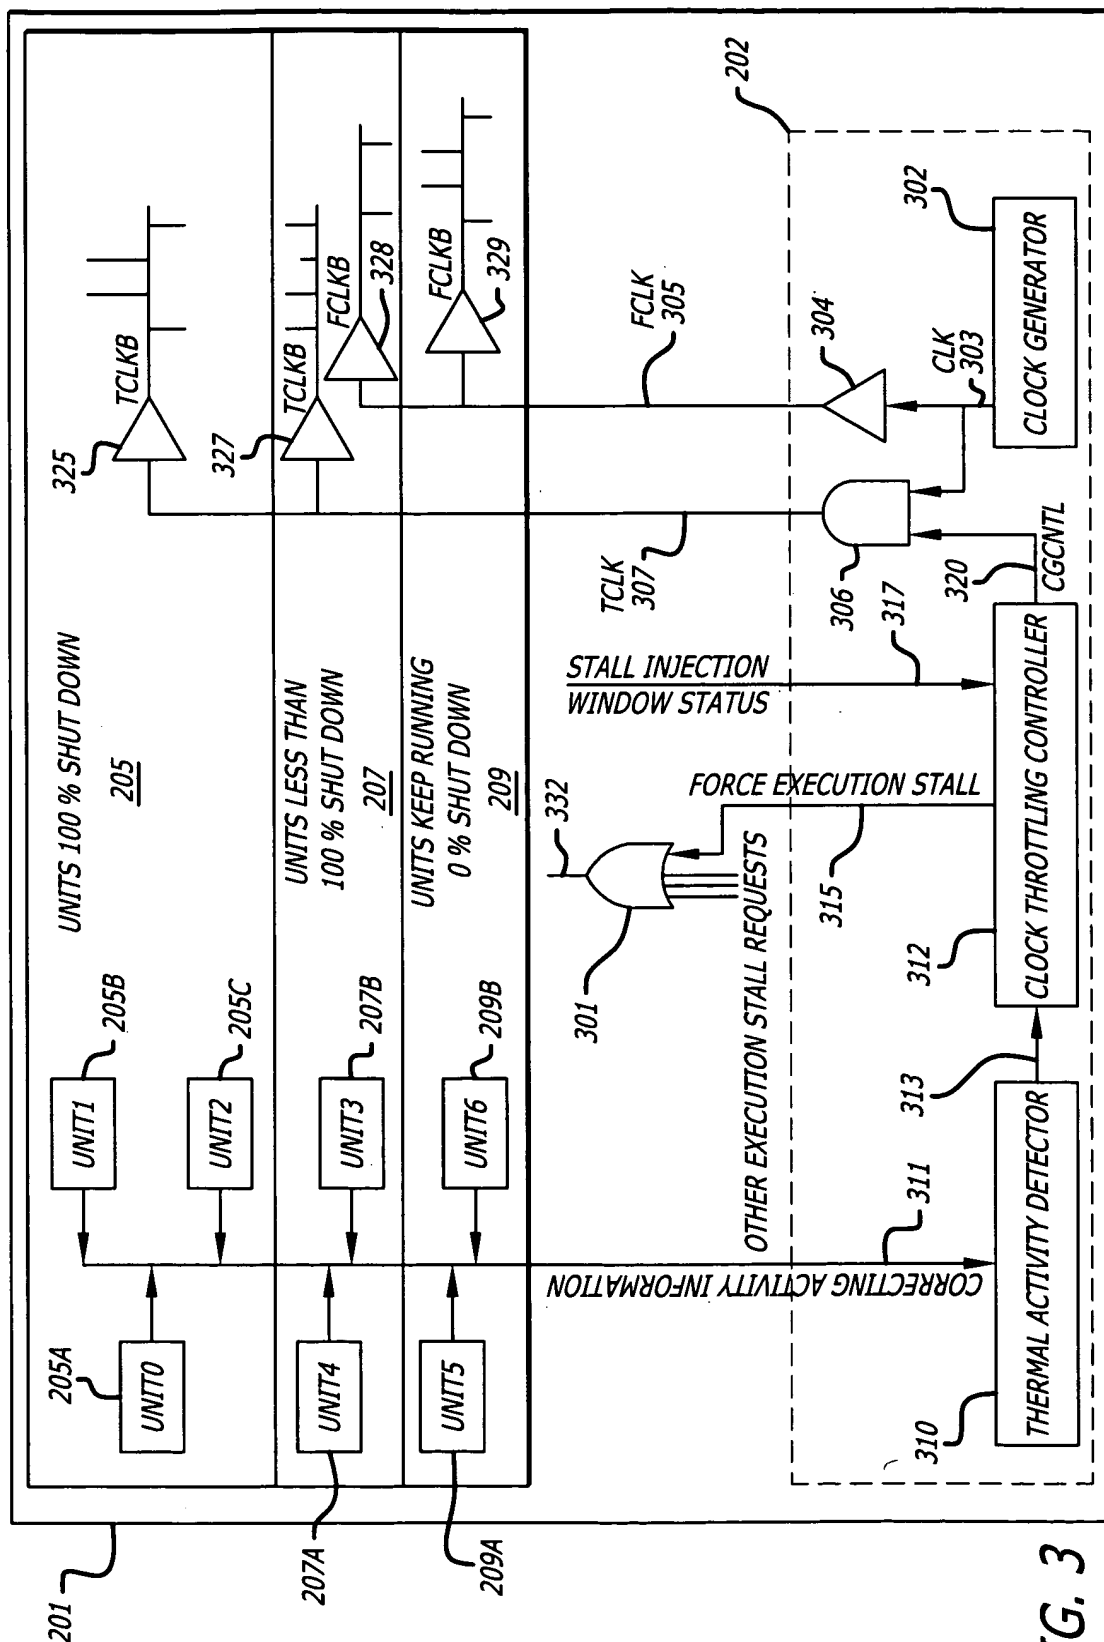 201
205A
UNIT0
UNIT1
205B
UNIT2
205C
UNITS 100 % SHUT DOWN
205
325
TCLKB
207A
UNIT4
UNIT3
207B
UNITS LESS THAN
100 % SHUT DOWN
207
327
TCLKB
FCLKB
328
209A
UNIT5
UNIT6
209B
UNITS KEEP RUNNING
0 % SHUT DOWN
209
FCLKB
329
CORRECTING ACTIVITY INFORMATION
311
OTHER EXECUTION STALL REQUESTS
301
332
FORCE EXECUTION STALL
315
STALL INJECTION
WINDOW STATUS
317
TCLK
307
FCLK
305
202
306
304
CLK
303
302
CLOCK GENERATOR
320
CGCNTL
310
THERMAL ACTIVITY DETECTOR
313
312
CLOCK THROTTLING CONTROLLER
3